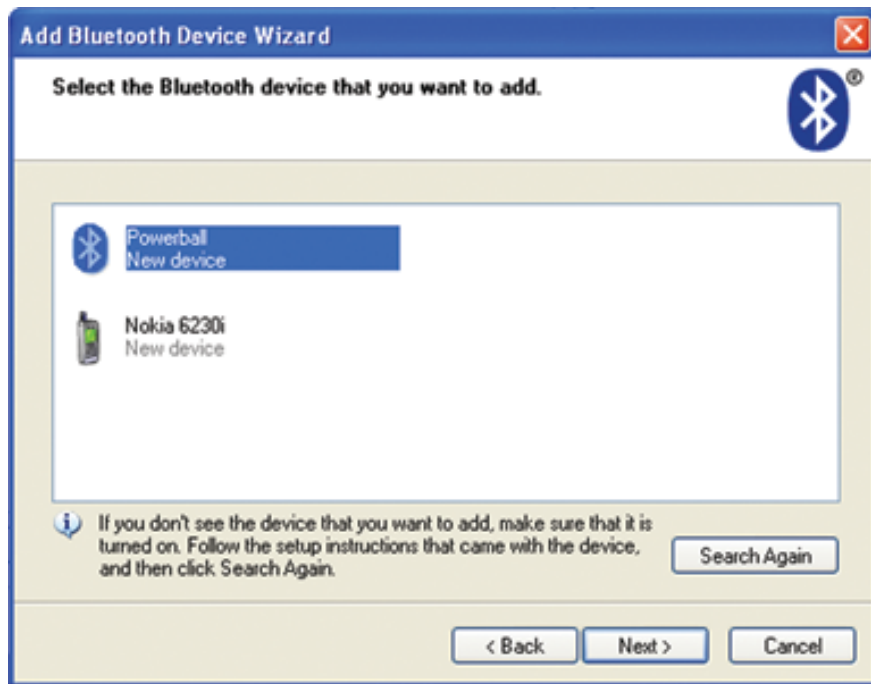 Add Bluetooth Device Wizard
Select the Bluetooth device that you want to add.
®
Powerball
New device
Nokia 6230i
New device
If you don't see the device that you want to add, make sure that it is
turned on. Follow the setup instructions that came with the device,
and then click Search Again.
Search Again
< Back Next > Cancel